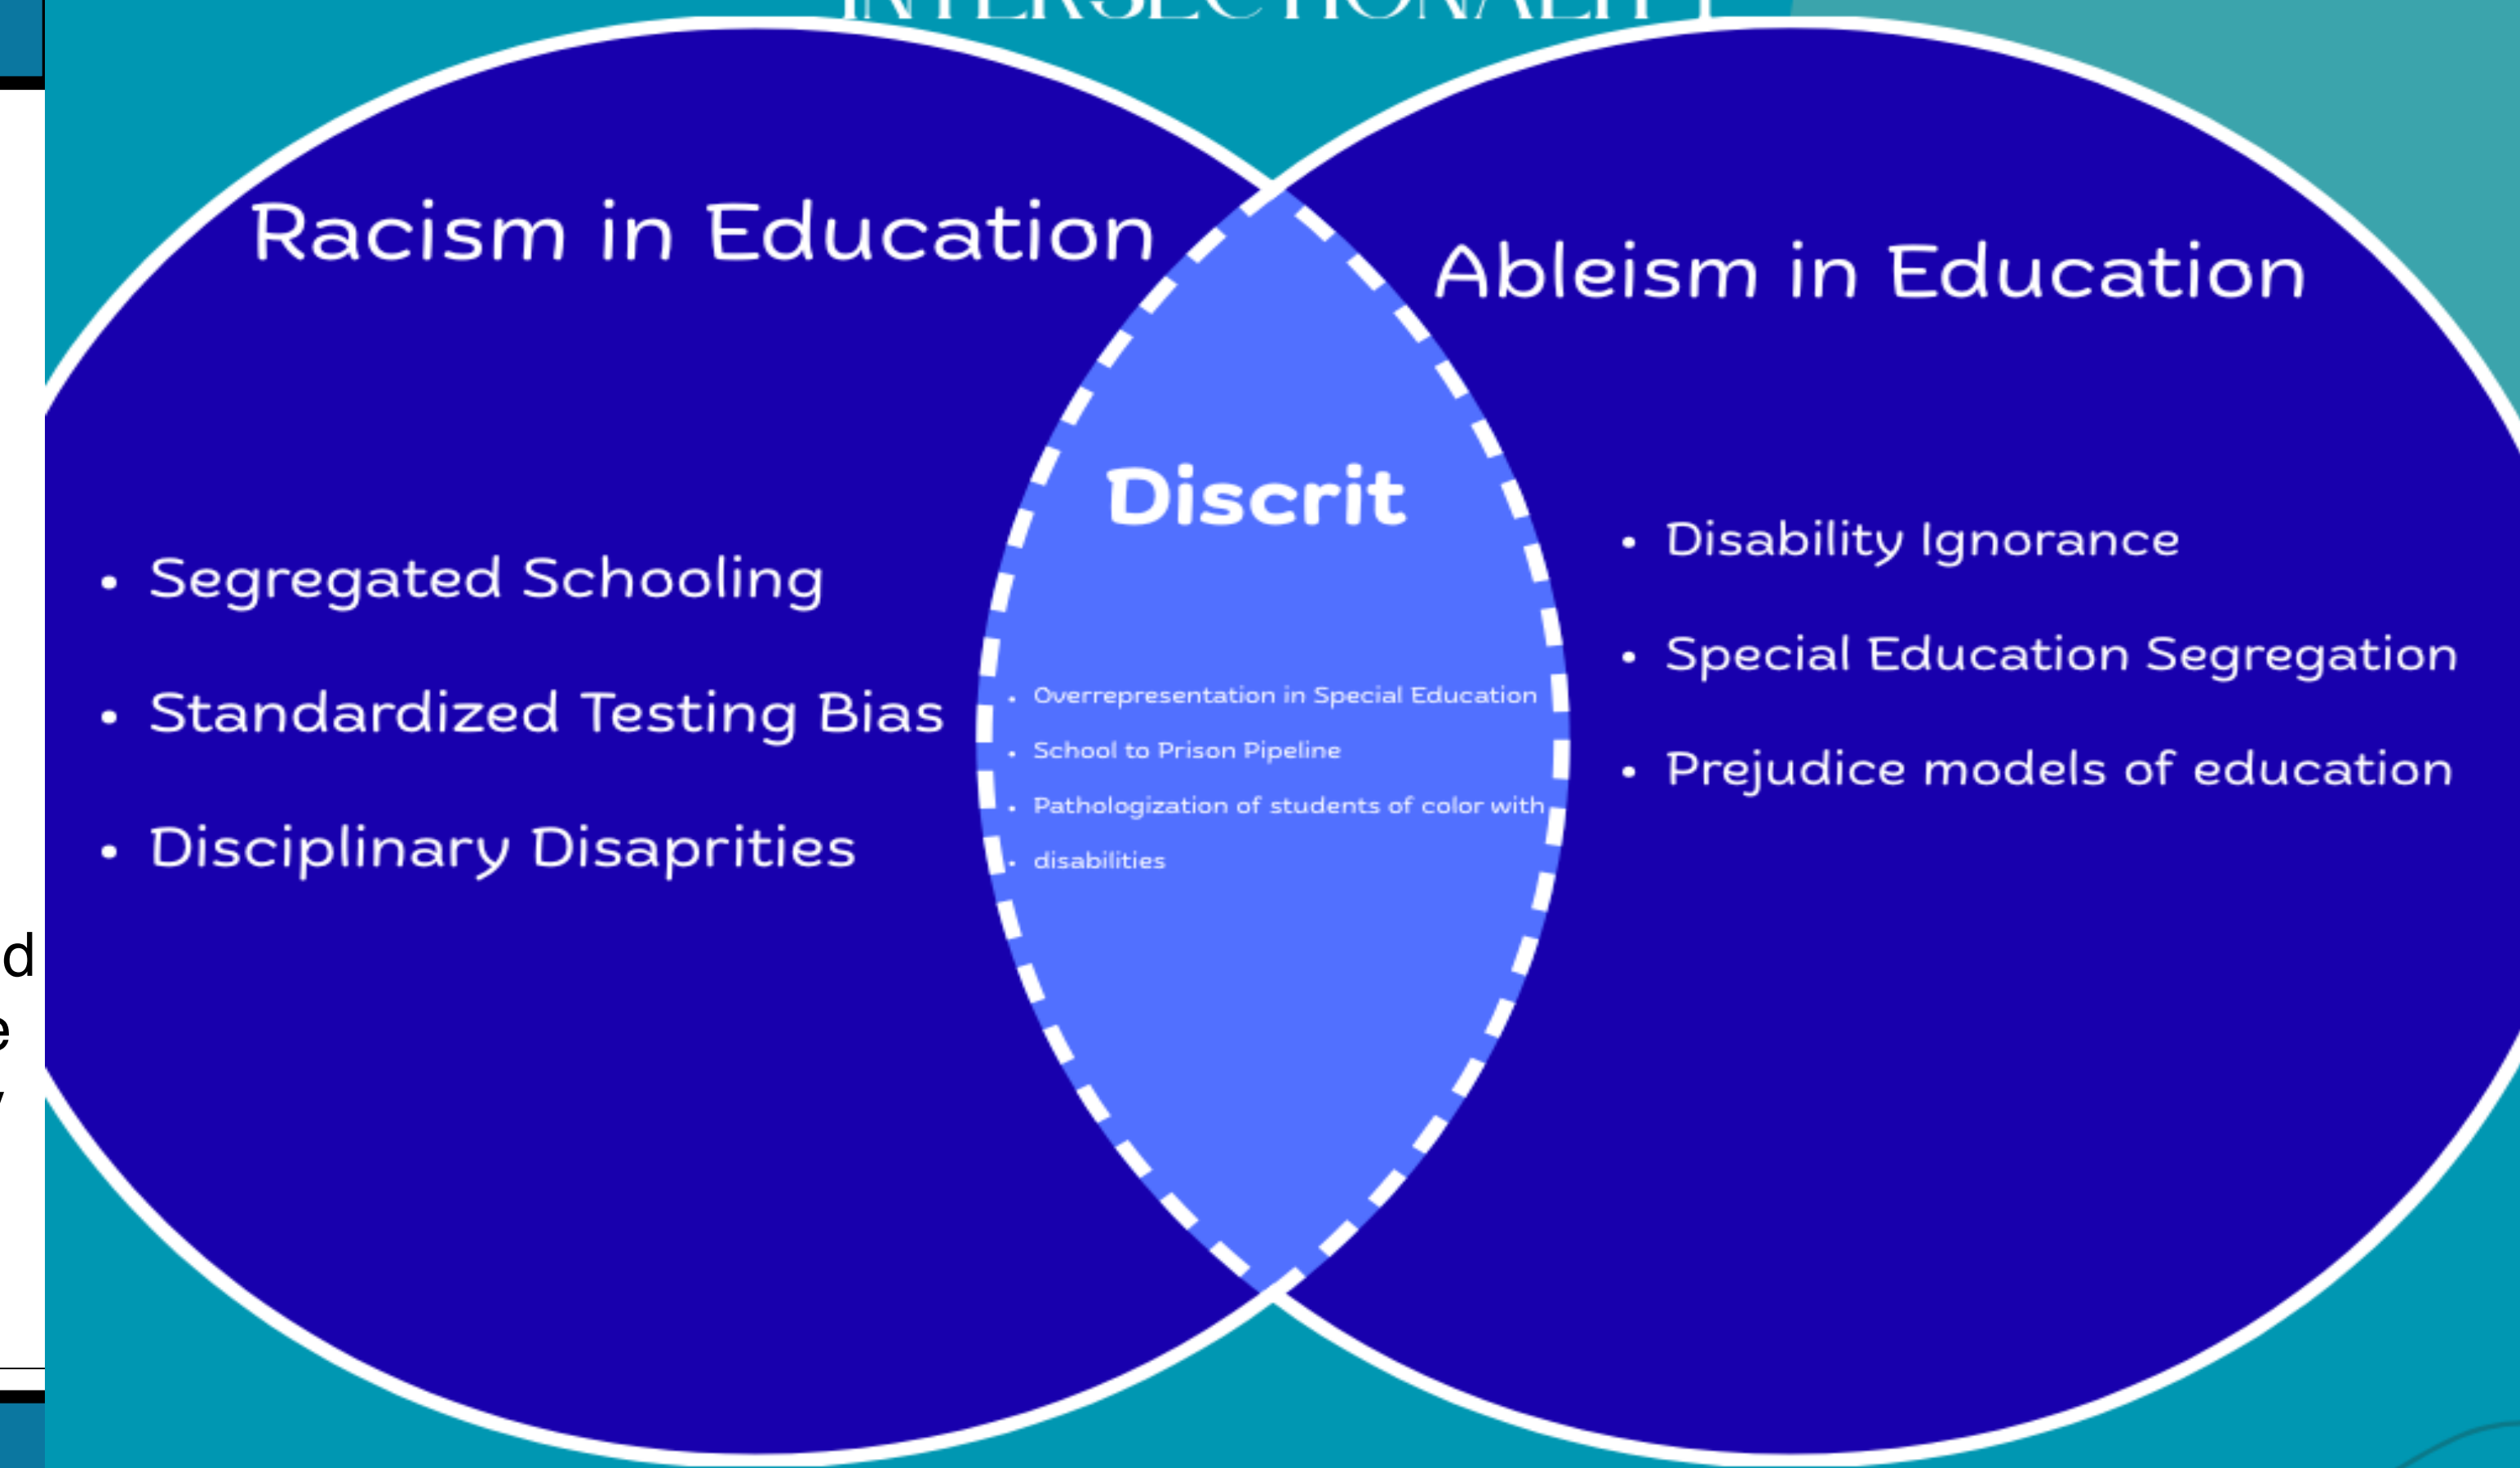 INTERSECTIONALITY
Racism in Education
Segregated Schooling
Standardized Testing Bias
Disciplinary Disaprities
Discrit
• Overrepresentation in Special Education
• School to Prison Pipeline
• Pathologization of students of color with
• disabilities
Ableism in Education
• Disability Ignorance
• Special Education Segregation
• Prejudice models of education
d
e